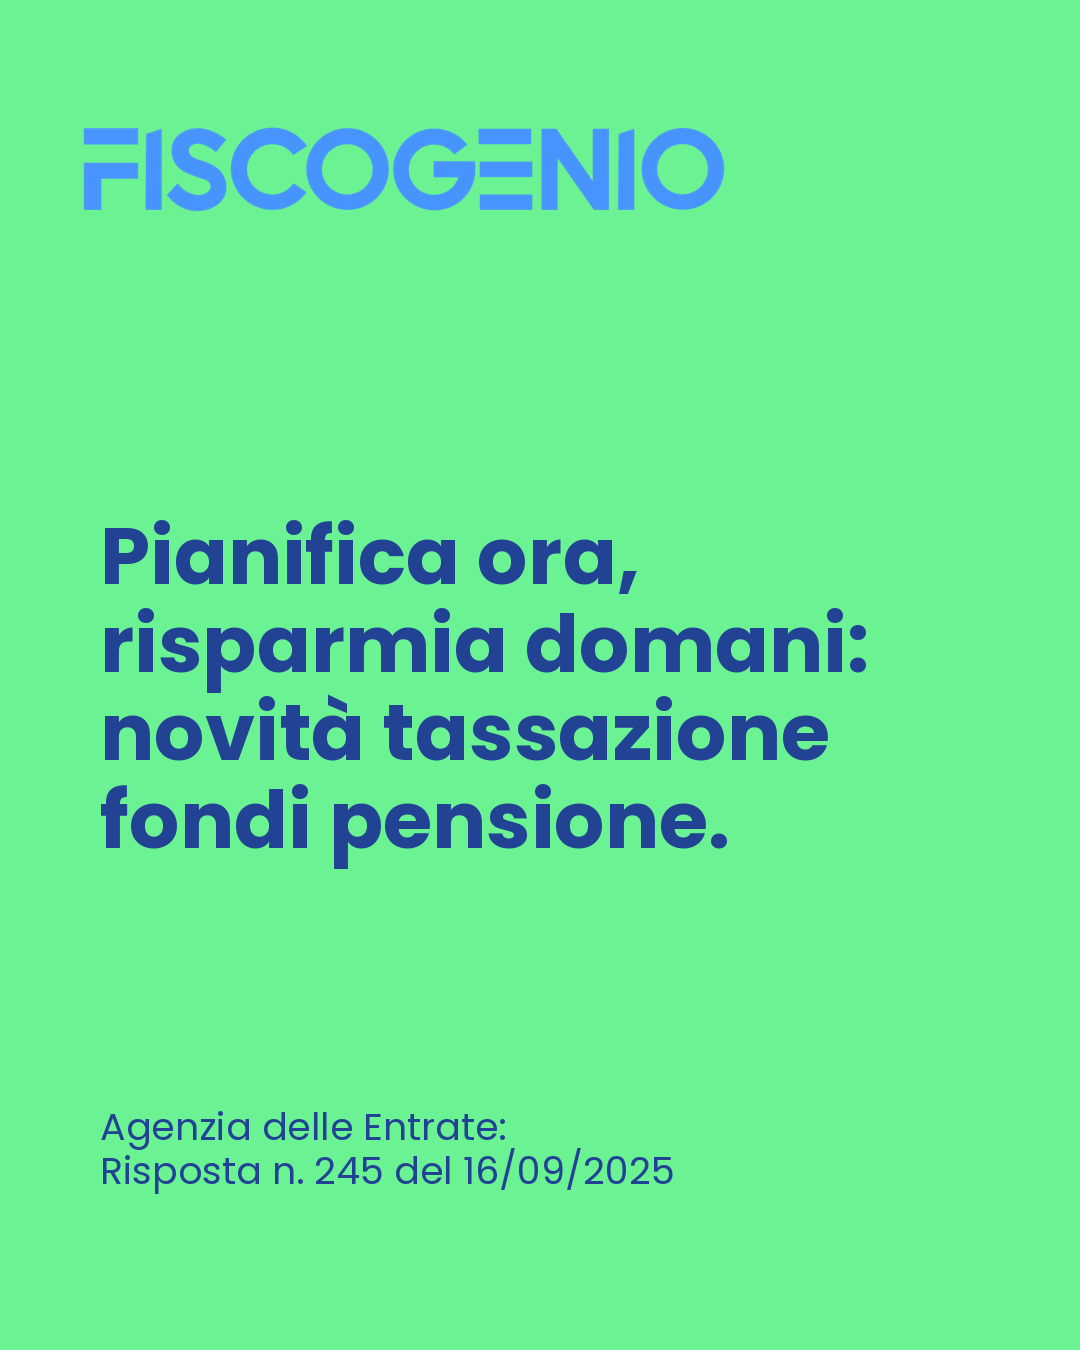 FISCOGENIO
Pianifica ora,
risparmia domani:
novità tassazione
fondi pensione.
Agenzia delle Entrate:
Risposta n. 245 del 16/09/2025